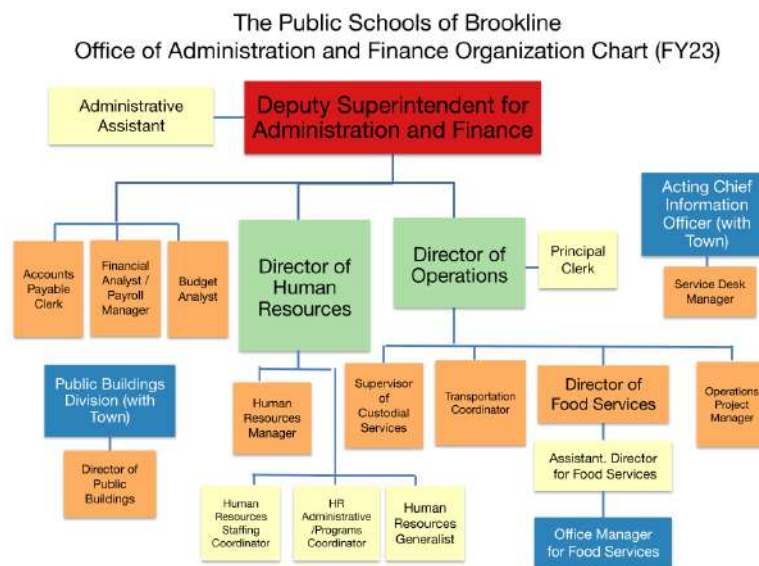 The Public Schools of Brookline
Office of Administration and Finance Organization Chart (FY23)
Administrative
Assistant
Deputy Superintendent for
Administration and Finance
Acting Chief
Information
Officer (with
Town)
Service Desk
Manager
Accounts
Payable
Clerk
Financial
Analyst /
Payroll
Manager
Budget
Analyst
Director of
Human
Resources
Director of
Operations
Principal
Clerk
Public Buildings
Division (with
Town)
Director of
Public
Buildings
Human
Resources
Manager
Supervisor
of
Custodial
Services
Transportation
Coordinator
Director of
Food Services
Operations
Project
Manager
Assistant. Director
for Food Services
Office Manager
for Food Services
Human
Resources
Staffing
Coordinator
HR
Administrative
/Programs
Coordinator
Human
Resources
Generalist